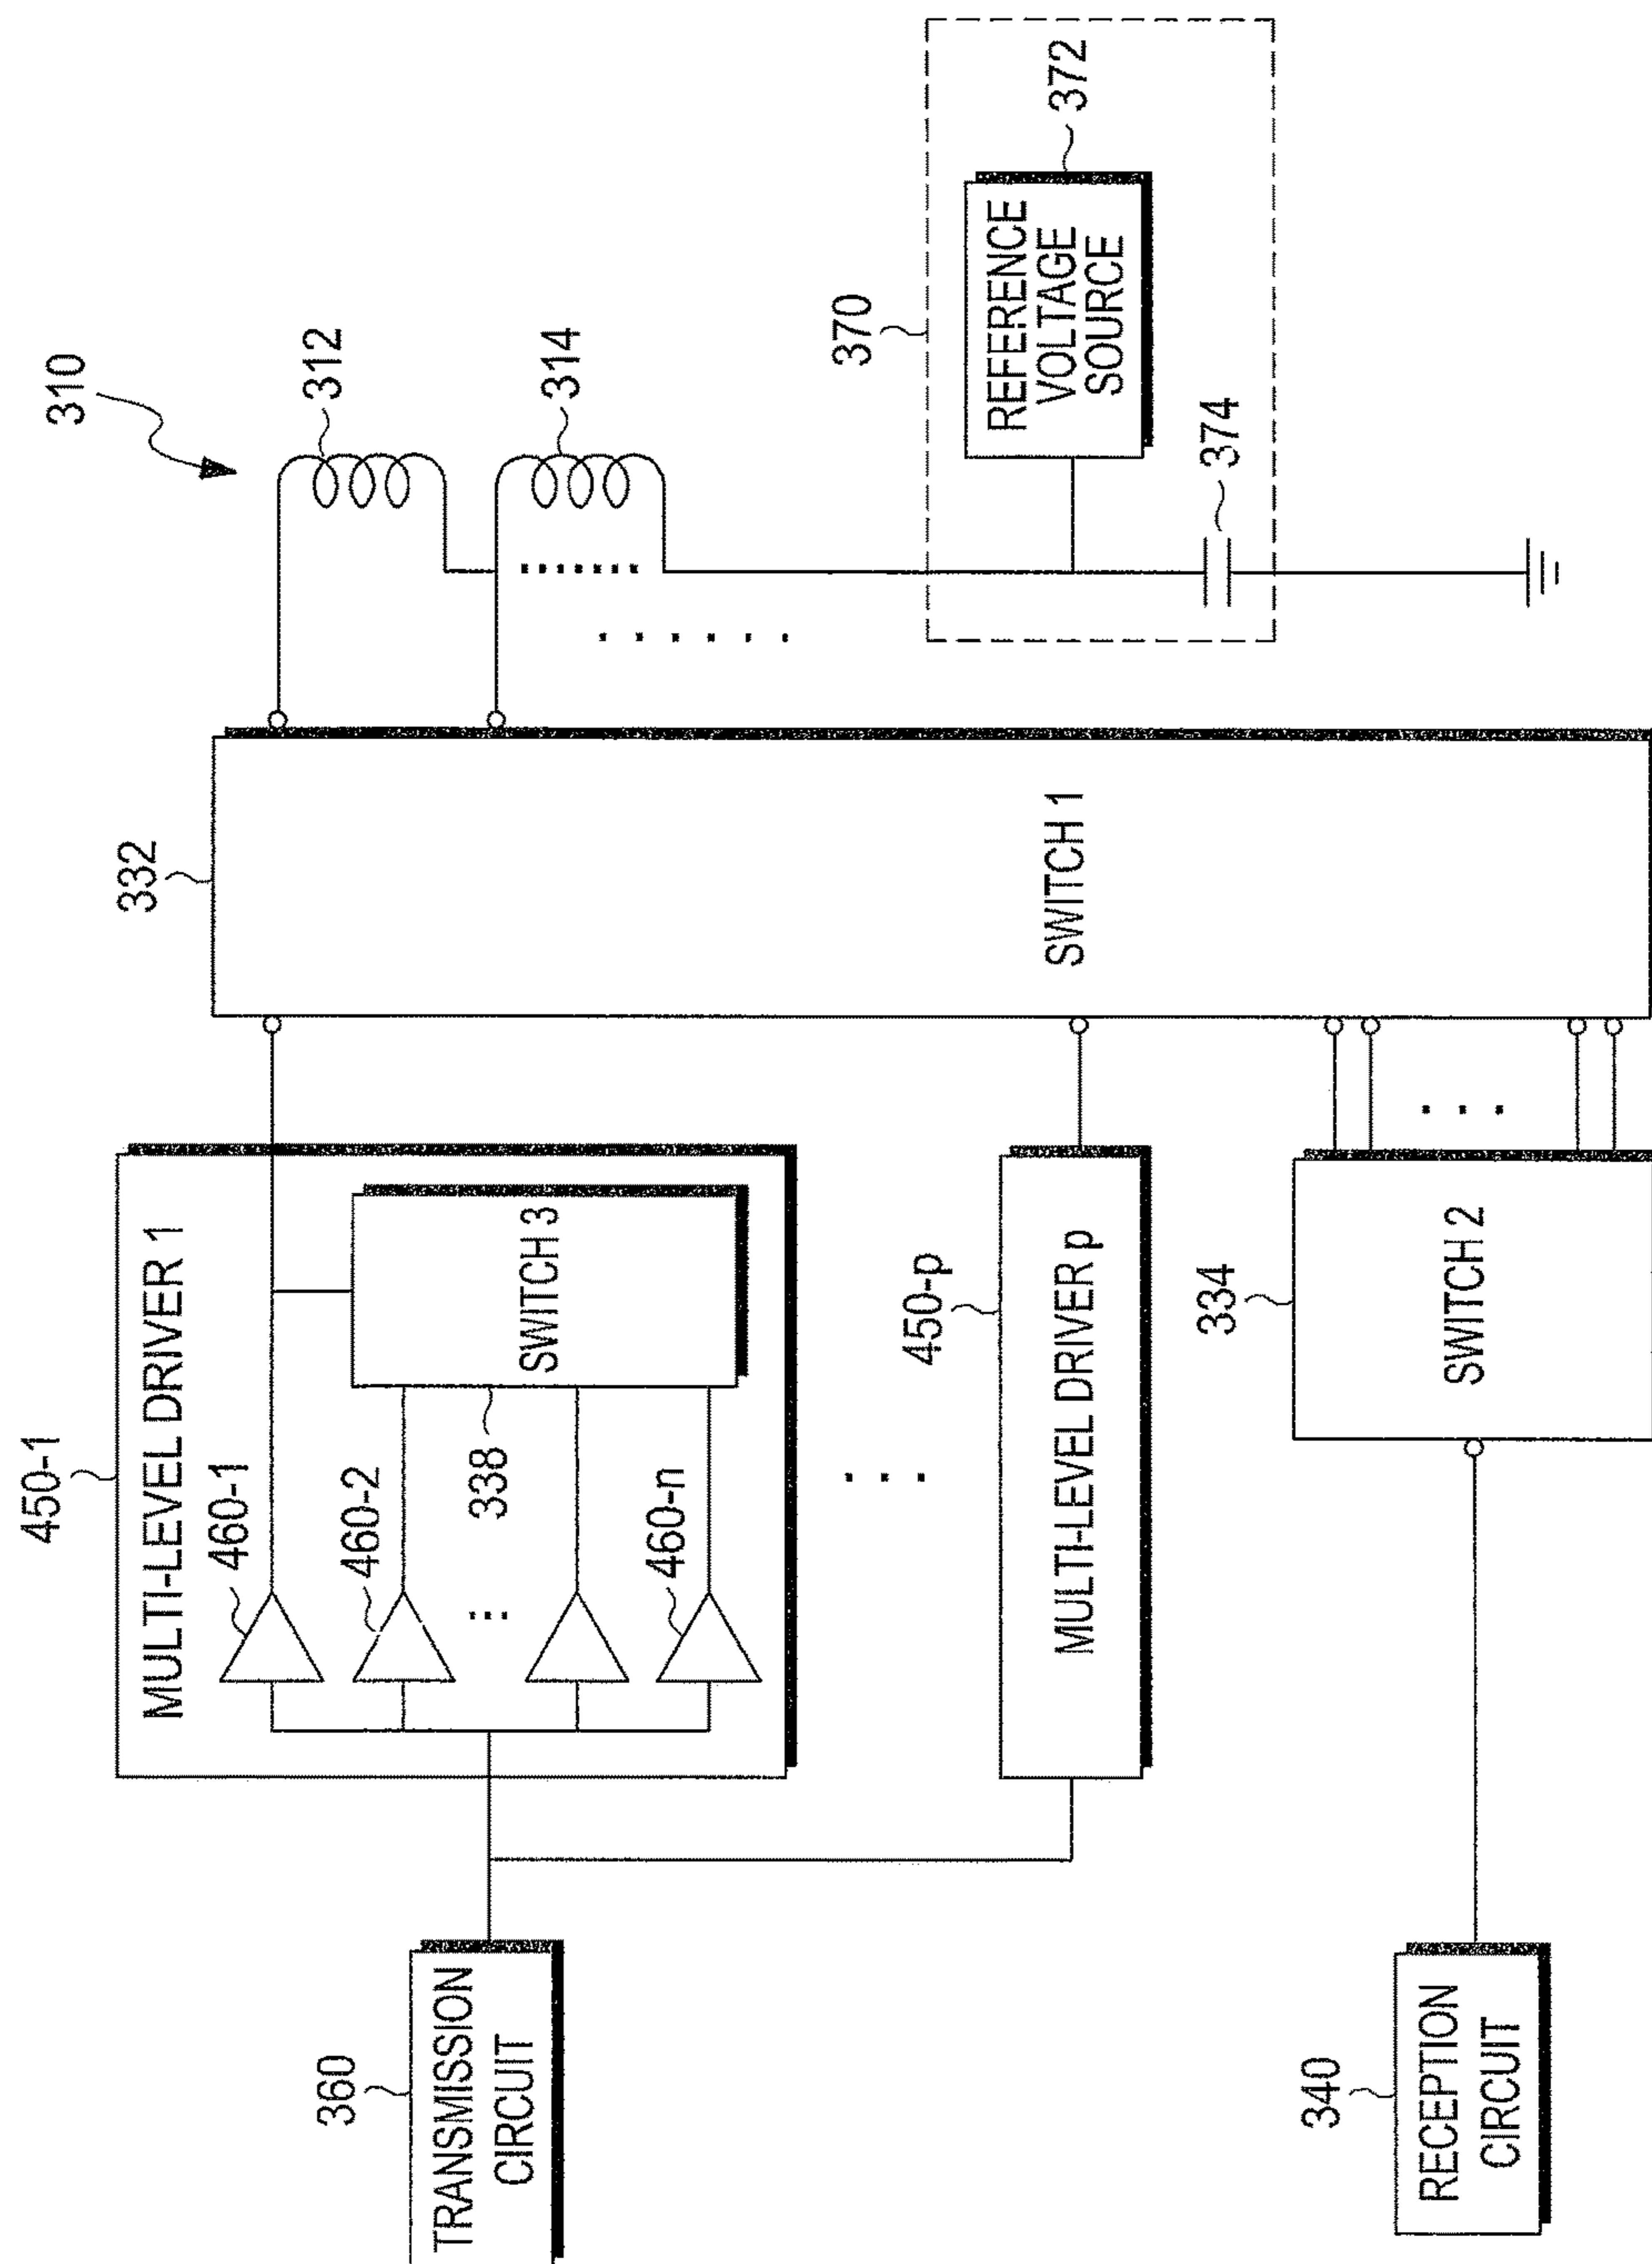 310
312
314
370
REFERENCE
VOLTAGE
SOURCE
372
374
332
SWITCH 1
450-1
MULTI-LEVEL DRIVER 1
460-1
460-2
460-n
338
SWITCH 3
450-p
MULTI-LEVEL DRIVER p
334
SWITCH 2
360
TRANSMISSION
CIRCUIT
340
RECEPTION
CIRCUIT